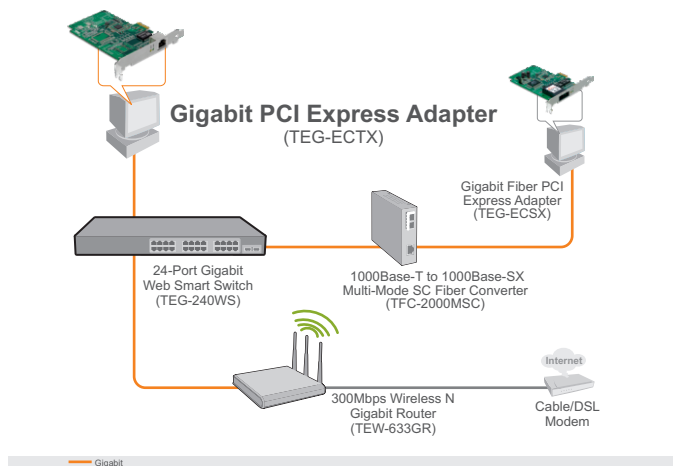 Gigabit PCI Express Adapter
(TEG-ECTX)
Gigabit Fiber PCI
Express Adapter
(TEG-ECSX)
24-Port Gigabit
Web Smart Switch
(TEG-240WS)
1000Base-T to 1000Base-SX
Multi-Mode SC Fiber Converter
(TFC-2000MSC)
Internet
300Mbps Wireless N
Gigabit Router
(TEW-633GR)
Cable/DSL
Modem
Gigabit